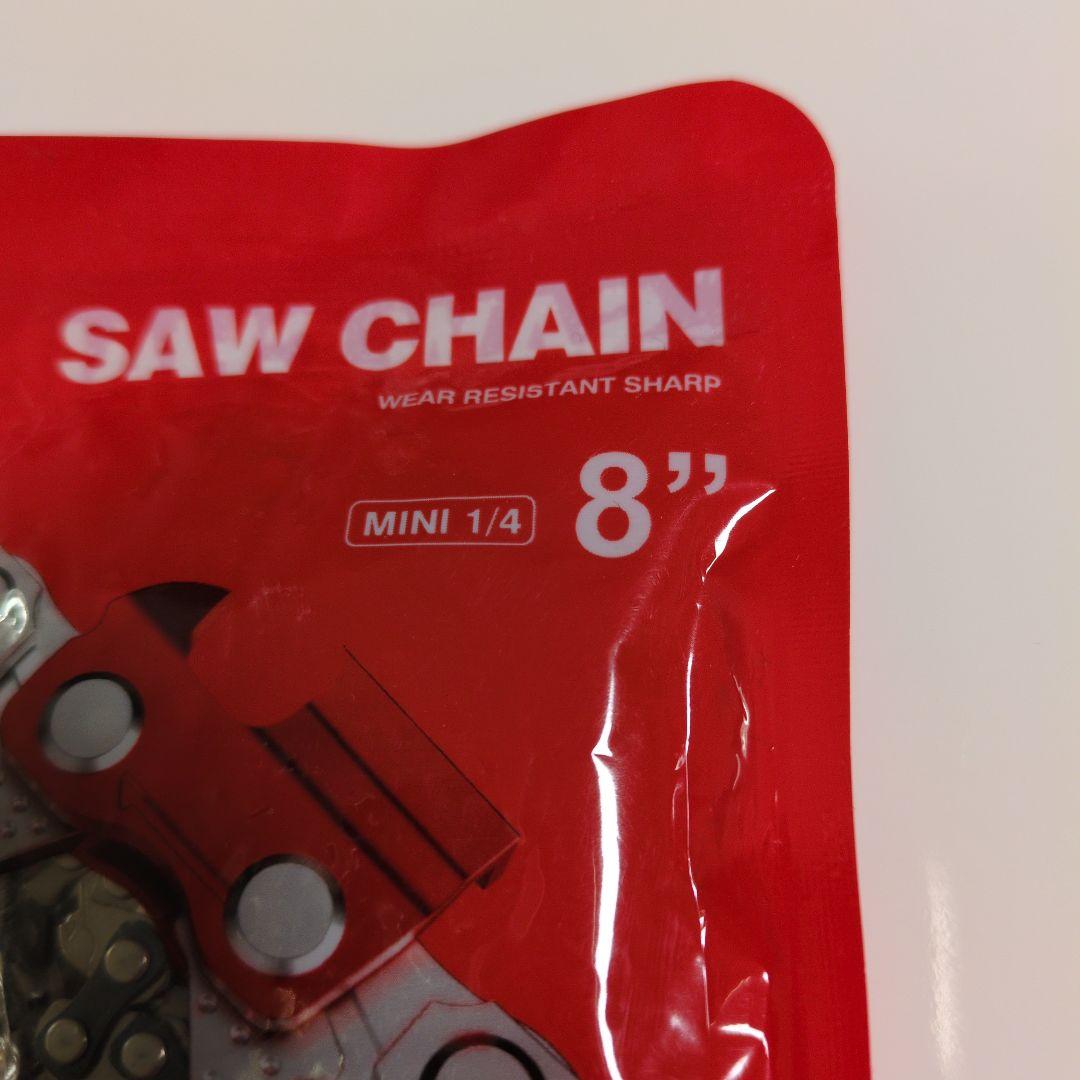 SAW CHAIN
WEAR RESISTANT SHARP
MINI 1/4 8”